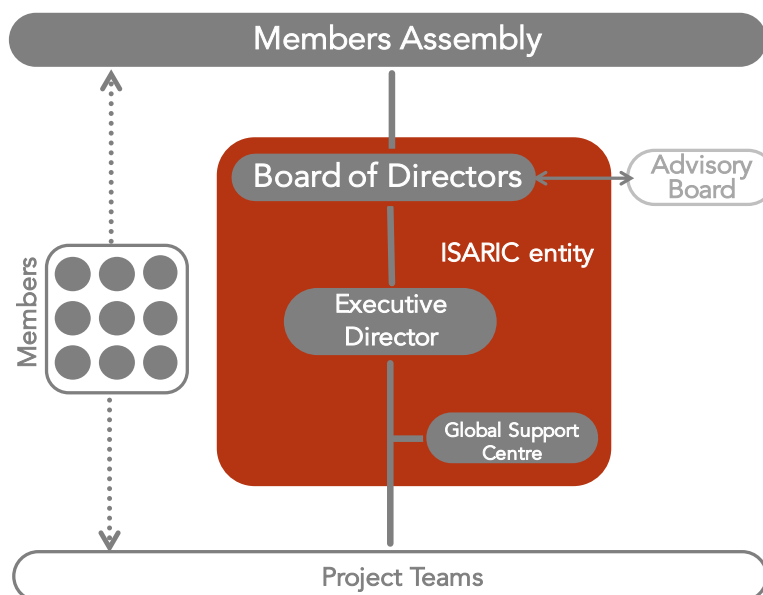 Members Assembly
Board of Directors
Advisory
Board
ISARIC entity
Members
Executive
Director
Global Support
Centre
Project Teams